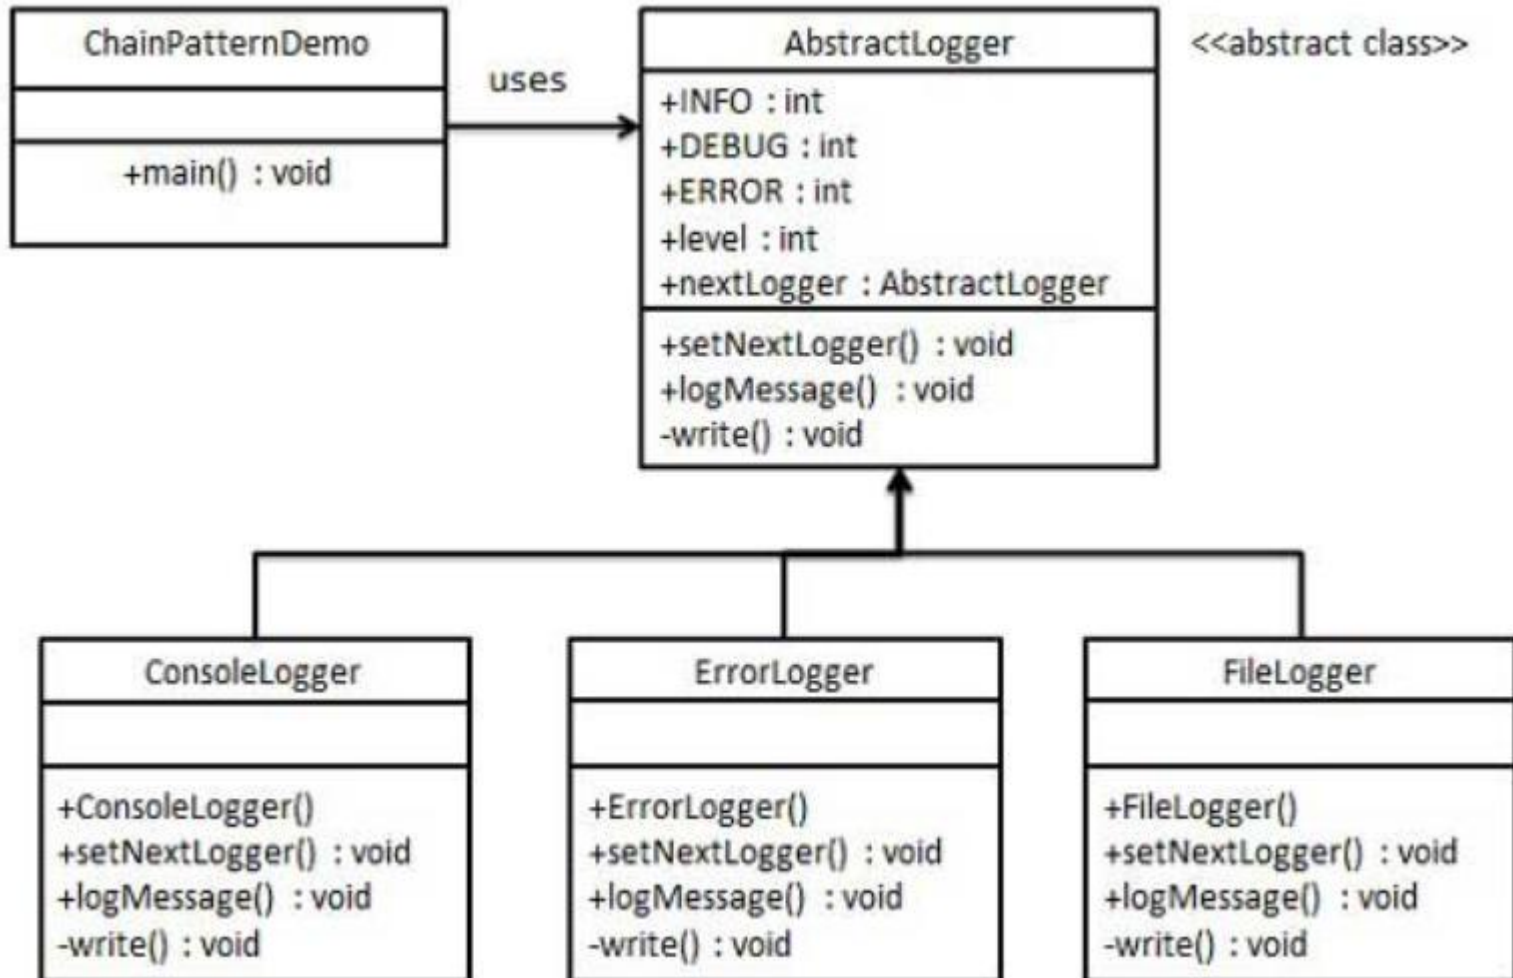 ChainPatternDemo
+main() : void
uses
AbstractLogger
<<abstract class>>
+INFO : int
+DEBUG : int
+ERROR : int
+level : int
+nextLogger : AbstractLogger
+setNextLogger() : void
+logMessage() : void
-write() : void
ConsoleLogger
+ConsoleLogger()
+setNextLogger() : void
+logMessage() : void
-write() : void
ErrorLogger
+ErrorLogger()
+setNextLogger() : void
+logMessage() : void
-write() : void
FileLogger
+FileLogger()
+setNextLogger() : void
+logMessage() : void
-write() : void